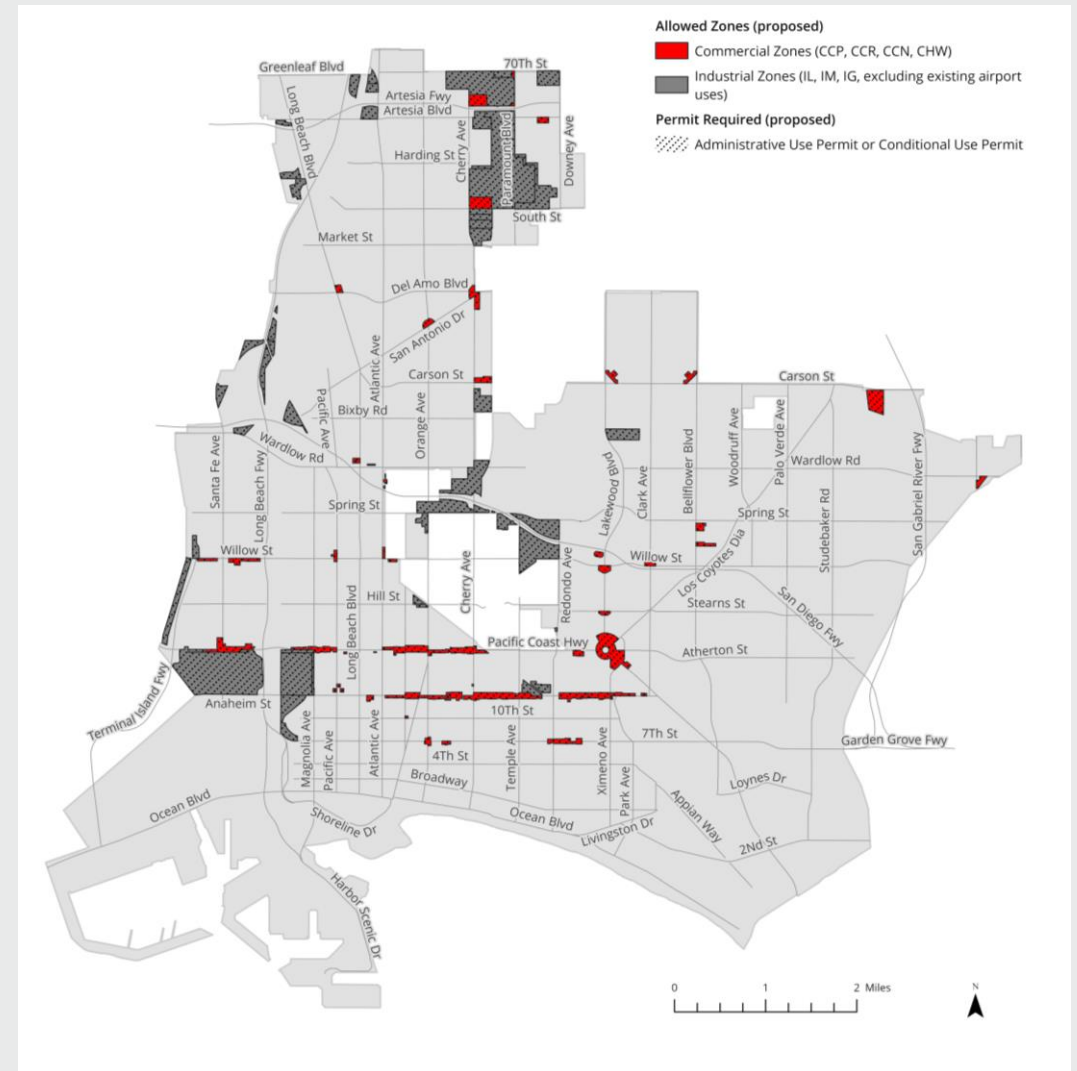 Allowed Zones (proposed)
Commercial Zones (CCP, CCR, CCN, CHW)
Industrial Zones (IL, IM, IG, excluding existing airport
uses)
Permit Required (proposed)
Administrative Use Permit or Conditional Use Permit
Greenleaf Blvd
70Th St
Long Beach Blvd
Artesia Fwy
Artesia Blvd
Cherry Ave
Paramount Blvd
Downey Ave
Harding St
South St
Market St
Del Amo Blvd
San Antonio Dr
Atlantic Ave
Carson St
Carson St
Pacific Ave
Bixby Rd
Orange Ave
Santa Fe Ave
Long Beach Fwy
Wardlow Rd
Lakewood Blvd
Clark Ave
Bellflower Blvd
Woodruff Ave
Palo Verde Ave
Wardlow Rd
Studebaker Rd
San Gabriel River Fwy
Spring St
Spring St
Willow St
Willow St
Los Coyotes Dia
Cherry Ave
Redondo Ave
Hill St
Long Beach Blvd
Stearns St
San Diego Fwy
Pacific Coast Hwy
Atherton St
Terminal Island Fwy
Anaheim St
10Th St
Magnolia Ave
Pacific Ave
Atlantic Ave
Temple Ave
Ximeno Ave
Park Ave
7Th St
Garden Grove Fwy
4Th St
Broadway
Loynes Dr
Appian Way
Ocean Blvd
Shoreline Dr
Ocean Blvd
Livingston Dr
2Nd St
Harbor Scenic Dr
0 1 2 Miles
N